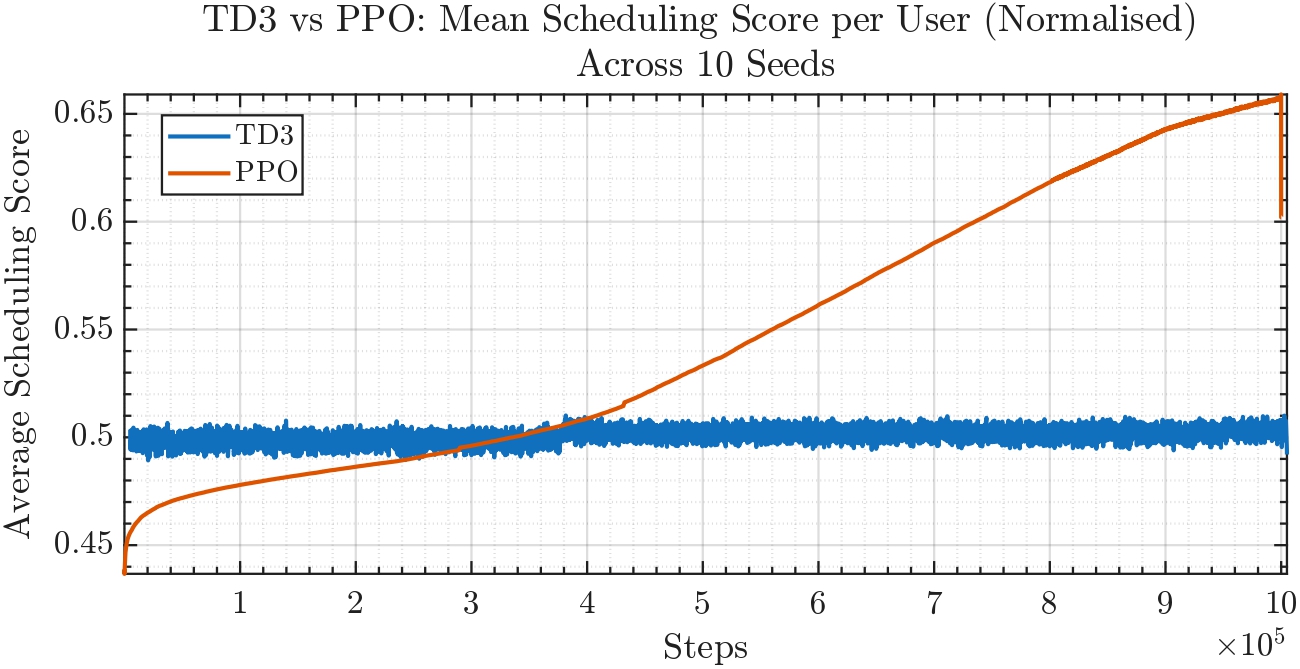 TD3 vs PPO: Mean Scheduling Score per User (Normalised)
Across 10 Seeds
TD3
PPO
Average Scheduling Score
0.65
0.6
0.55
0.5
0.45
1 2 3 4 5 6 7 8 9 10
Steps
×10⁵